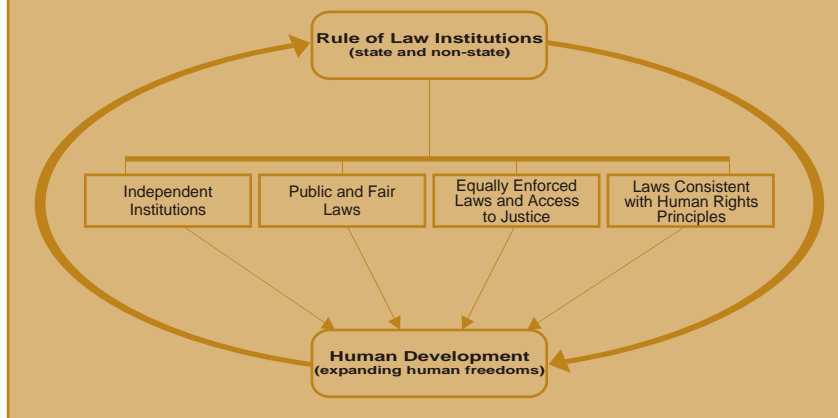 Rule of Law Institutions
(state and non-state)
Independent
Institutions
Public and Fair
Laws
Equally Enforced
Laws and Access
to Justice
Laws Consistent
with Human Rights
Principles
Human Development
(expanding human freedoms)